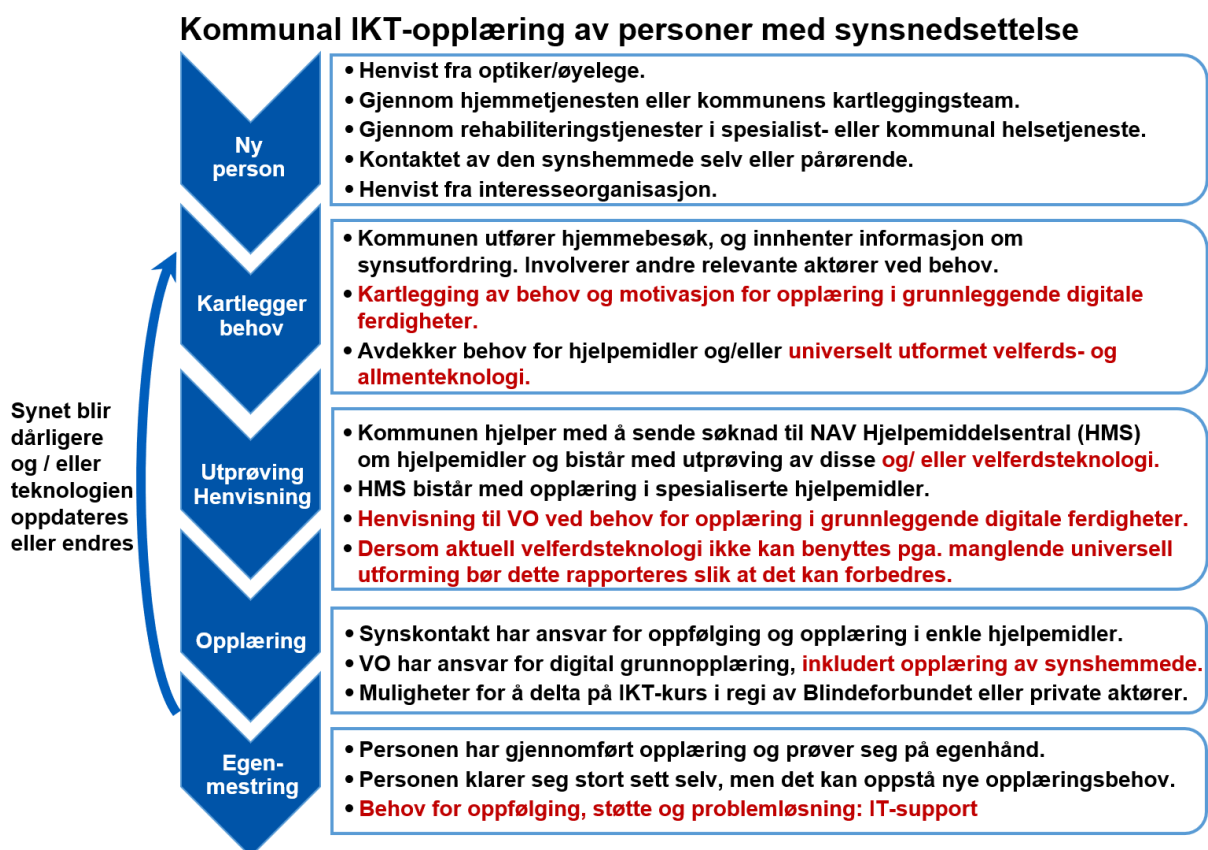 Kommunal IKT-opplæring av personer med synsnedsettelse
Ny
person
• Henvist fra optiker/øyelege.
• Gjennom hjemmetjenesten eller kommunens kartleggingsteam.
• Gjennom rehabiliteringstjenester i spesialist- eller kommunal helsetjeneste.
• Kontaktet av den synshemmede selv eller pårørende.
• Henvist fra interesseorganisasjon.
Kartlegger
behov
• Kommunen utfører hjemmebesøk, og innhenter informasjon om
synsutfordring. Involverer andre relevante aktører ved behov.
• Kartlegging av behov og motivasjon for opplæring i grunnleggende digitale
ferdigheter.
• Avdekker behov for hjelpemidler og/eller universelt utformet velferds- og
allmenteknologi.
Synet blir
dårligere
og / eller
teknologien
oppdateres
eller endres
Utprøving
Henvisning
• Kommunen hjelper med å sende søknad til NAV Hjelpemiddelsentral (HMS)
om hjelpemidler og bistår med utprøving av disse og/ eller velferdsteknologi.
• HMS bistår med opplæring i spesialiserte hjelpemidler.
• Henvisning til VO ved behov for opplæring i grunnleggende digitale ferdigheter.
• Dersom aktuell velferdsteknologi ikke kan benyttes pga. manglende universell
utforming bør dette rapporteres slik at det kan forbedres.
Opplæring
• Synskontakt har ansvar for oppfølging og opplæring i enkle hjelpemidler.
• VO har ansvar for digital grunnopplæring, inkludert opplæring av synshemmede.
• Muligheter for å delta på IKT-kurs i regi av Blindeforbundet eller private aktører.
Egen-
mestring
• Personen har gjennomført opplæring og prøver seg på egenhånd.
• Personen klarer seg stort sett selv, men det kan oppstå nye opplæringsbehov.
• Behov for oppfølging, støtte og problemløsning: IT-support